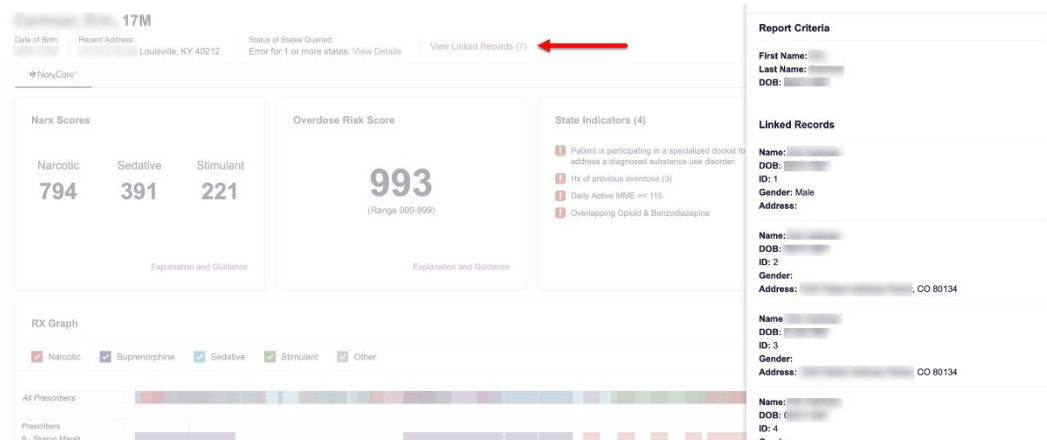 17M
Date of Birth:
Recent Address:
Louisville, KY 40212
Status of States Queried:
Error for 1 or more states. View Details
View Linked Records (7)
NarxCare®
Narx Scores
Narcotic Sedative Stimulant
794 391 221
Explanation and Guidance
Overdose Risk Score
993
(Range 000-999)
Explanation and Guidance
State Indicators (4)
Patient is participating in a specialized docket to
address a diagnosed substance use disorder.
Hx of previous overdose (3)
Daily Active MME >= 115
Overlapping Opioid & Benzodiazepine
RX Graph
Narcotic Buprenorphine Sedative Stimulant Other
All Prescribers
Prescribers
- Sharon Marsh
Report Criteria
First Name:
Last Name:
DOB:
Linked Records
Name:
DOB:
ID: 1
Gender: Male
Address:
Name:
DOB:
ID: 2
Gender:
Address: , CO 80134
Name
DOB:
ID: 3
Gender:
Address: CO 80134
Name:
DOB:
ID: 4